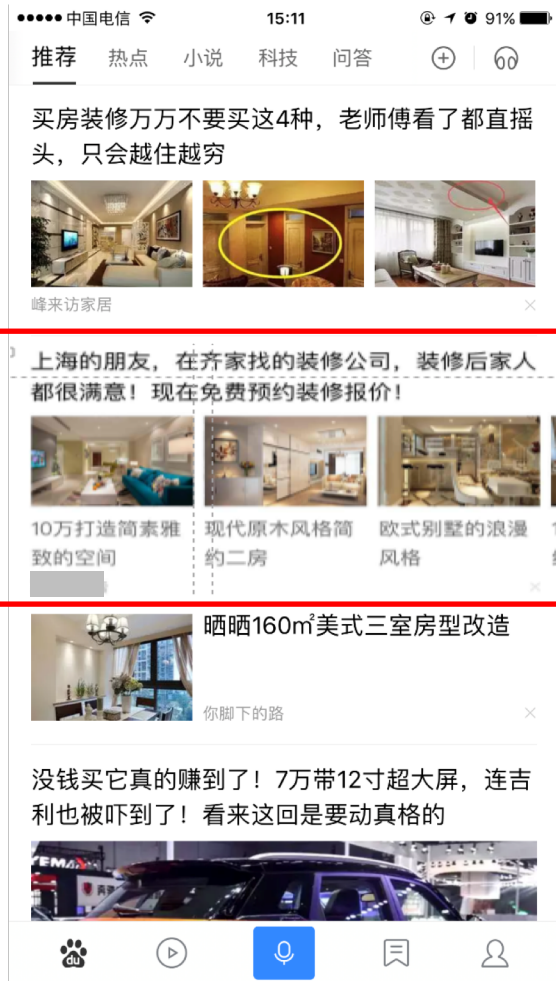 中国电信 15:11 91%
推荐 热点 小说 科技 问答
买房装修万万不要买这4种，老师傅看了都直摇
头，只会越住越穷
峰来访家居
上海的朋友，在齐家找的装修公司，装修后家人
都很满意！现在免费预约装修报价！
10万打造简素雅 现代原木风格简 欧式别墅的浪漫
致的空间 约二房 风格
晒晒160㎡美式三室房型改造
你脚下的路
没钱买它真的赚到了！7万带12寸超大屏，连吉
利也被吓到了！看来这回是要动真格的
YEMA
du